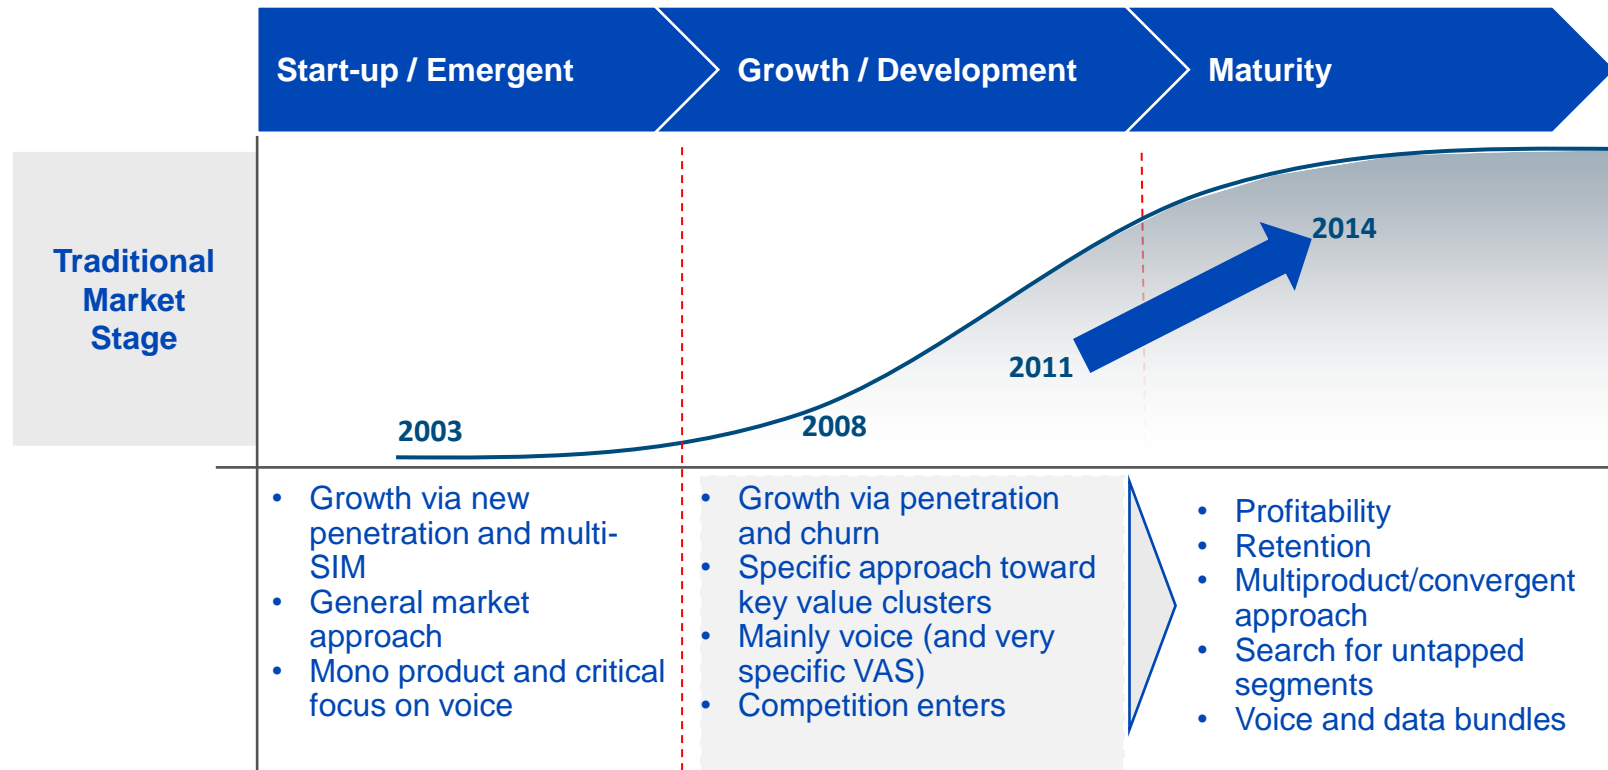 Start-up / Emergent
Growth / Development
Maturity
Traditional
Market
Stage
2003
2008
2011
2014
• Growth via new
penetration and multi-
SIM
• General market
approach
• Mono product and critical
focus on voice
• Growth via penetration
and churn
• Specific approach toward
key value clusters
• Mainly voice (and very
specific VAS)
• Competition enters
• Profitability
• Retention
• Multiproduct/convergent
approach
• Search for untapped
segments
• Voice and data bundles